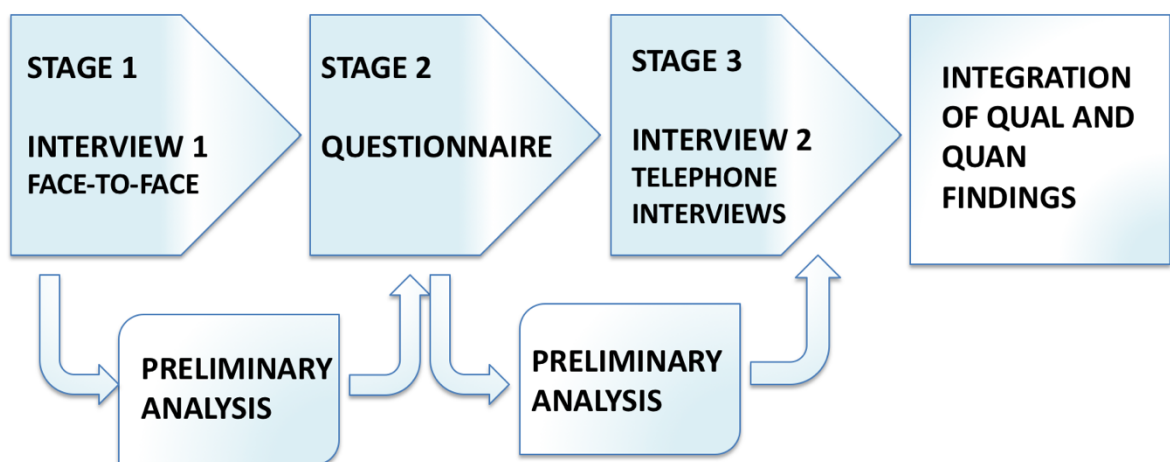 STAGE 1
INTERVIEW 1
FACE-TO-FACE
STAGE 2
QUESTIONNAIRE
STAGE 3
INTERVIEW 2
TELEPHONE
INTERVIEWS
INTEGRATION
OF QUAL AND
QUAN
FINDINGS
PRELIMINARY
ANALYSIS
PRELIMINARY
ANALYSIS